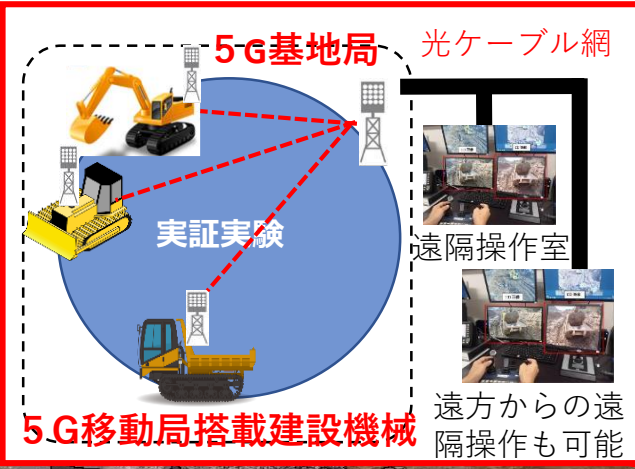 5G基地局
光ケーブル網
実証実験
遠隔操作室
5G移動局搭載建設機械
遠方からの遠
隔操作も可能